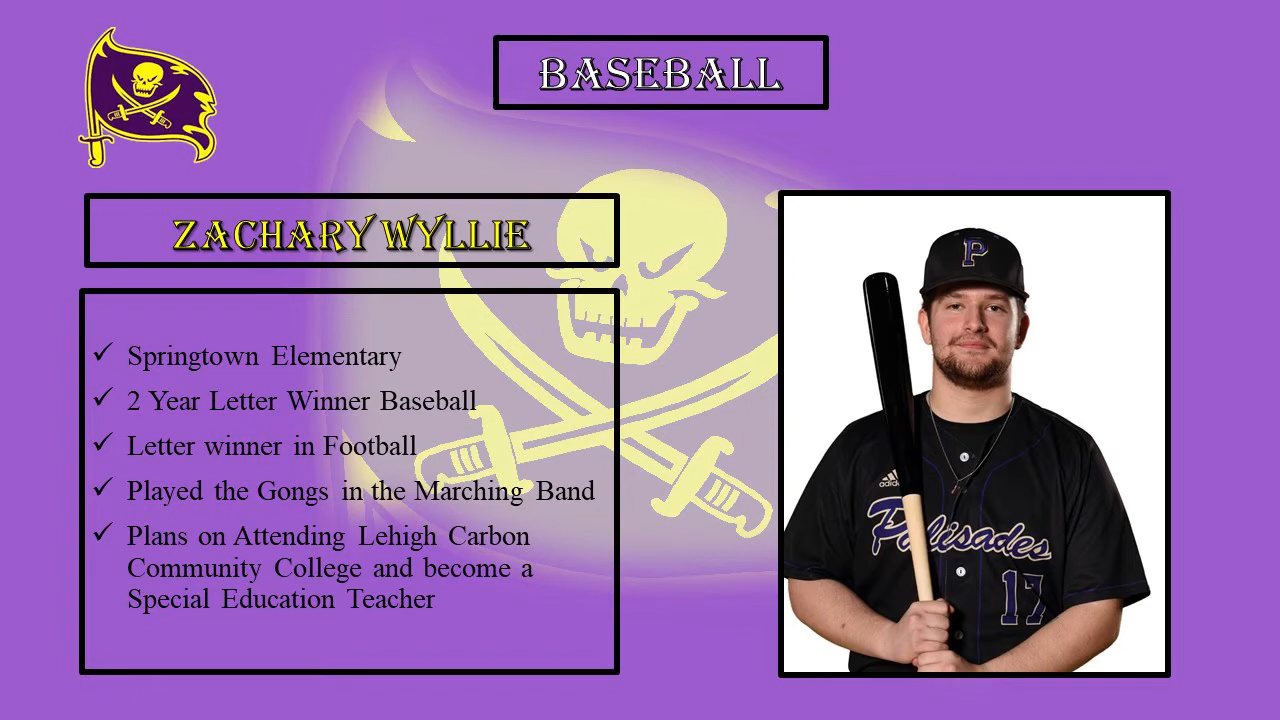 BASEBALL
ZACHARY WYLLIE
✓ Springtown Elementary
✓ 2 Year Letter Winner Baseball
✓ Letter winner in Football
✓ Played the Gongs in the Marching Band
✓ Plans on Attending Lehigh Carbon
Community College and become a
Special Education Teacher
P
adidas
Palisades
17